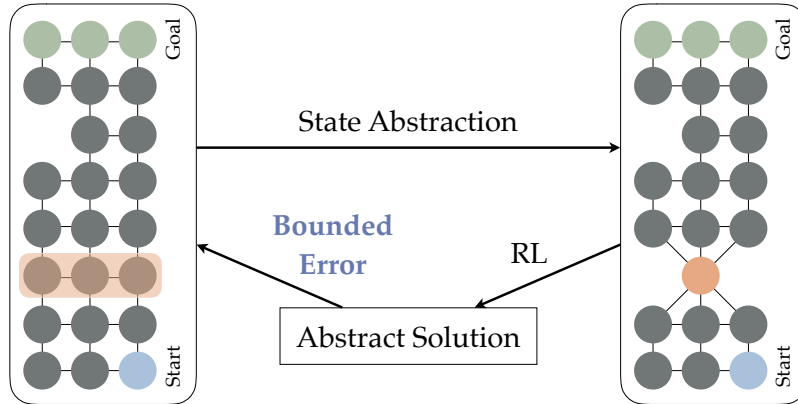 Goal
Goal
State Abstraction
Bounded
Error
RL
Abstract Solution
Start
Start